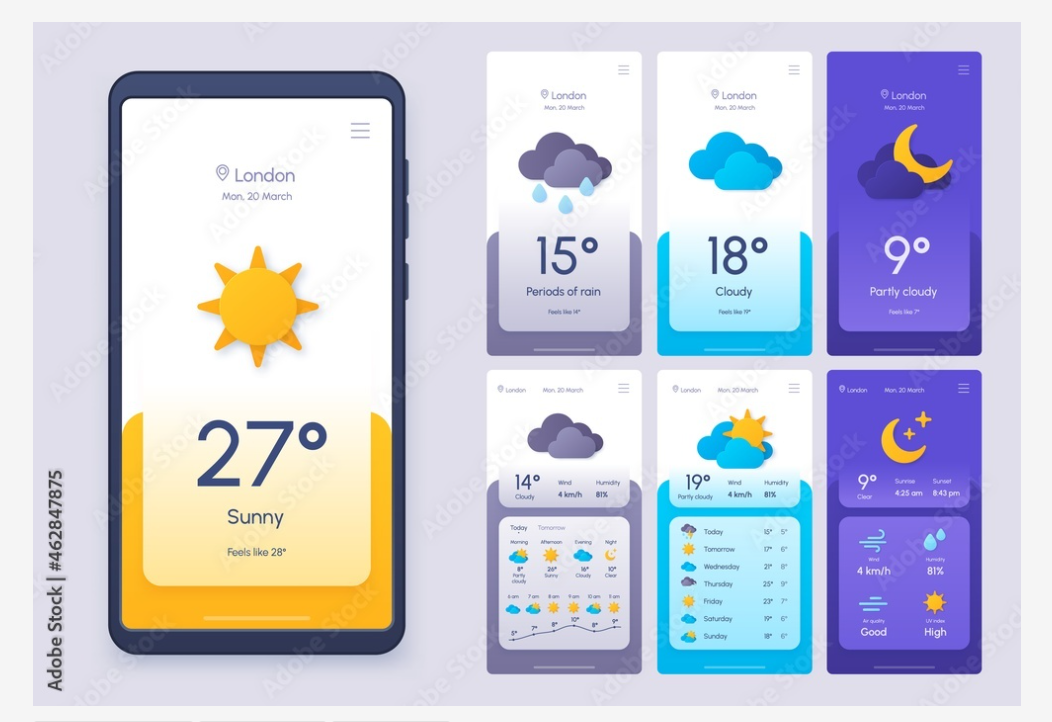 London
Mon, 20 March
27°
Sunny
Feels like 28°
London
Mon, 20 March
15°
Periods of rain
Feels like 14°
London
Mon, 20 March
18°
Cloudy
Feels like 19°
London
Mon, 20 March
9°
Partly cloudy
Feels like 7°
London Mon, 20 March
14° Wind Humidity
Cloudy 4 km/h 81%
Today Tomorrow
Morning Afternoon Evening Night
8° 26° 16° 10°
Partly cloudy Sunny Cloudy Clear
6 am 7 am 8 am 9 am 10 am 11 am
5° 7° 8° 10° 8° 9°
London Mon, 20 March
19° Wind Humidity
Partly cloudy 4 km/h 81%
Today 15° 5°
Tomorrow 17° 6°
Wednesday 21° 8°
Thursday 25° 9°
Friday 23° 7°
Saturday 19° 6°
Sunday 18° 6°
London Mon, 20 March
9° Sunrise Sunset
Clear 4:25 am 8:43 pm
Wind Humidity
4 km/h 81%
Air quality UV index
Good High
Adobe Stock | #462847875
Adobe Stock